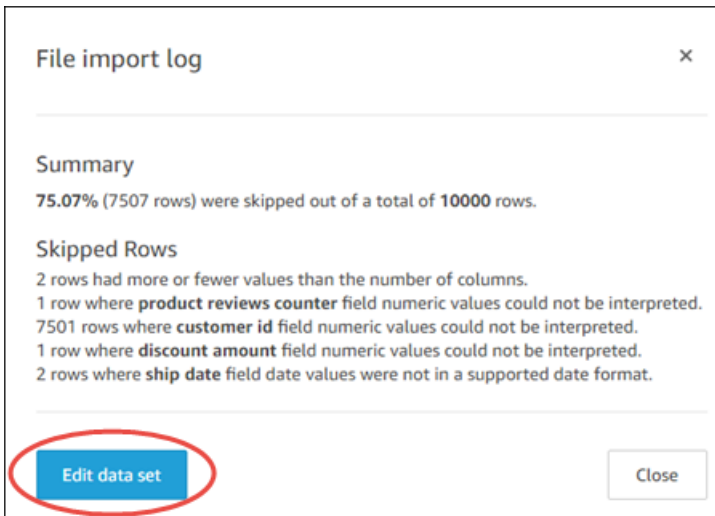 File import log
Summary
75.07% (7507 rows) were skipped out of a total of 10000 rows.
Skipped Rows
2 rows had more or fewer values than the number of columns.
1 row where product reviews counter field numeric values could not be interpreted.
7501 rows where customer id field numeric values could not be interpreted.
1 row where discount amount field numeric values could not be interpreted.
2 rows where ship date field date values were not in a supported date format.
Edit data set
Close